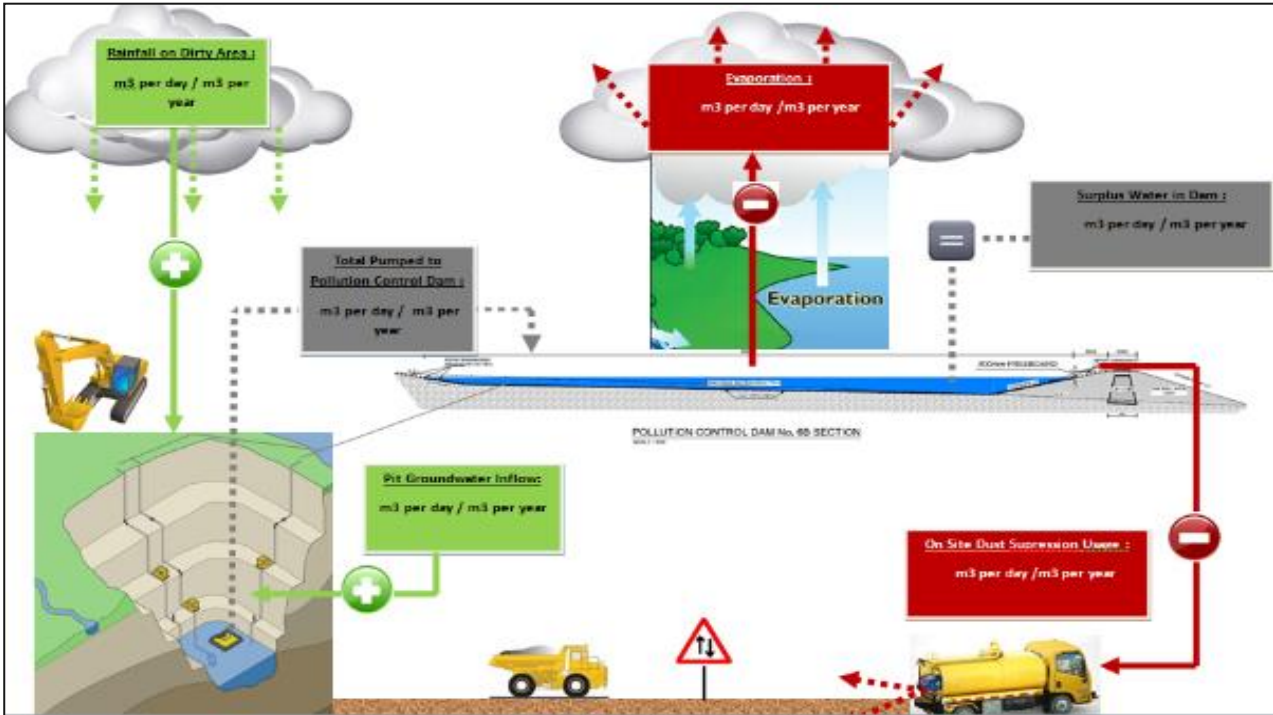 Rainfall on Dirty Area :
m3 per day / m3 per
year
Evaporation :
m3 per day /m3 per year
Surplus Water in Dam :
m3 per day / m3 per year
Total Pumped to
Pollution Control Dam :
m3 per day / m3 per
year
Evaporation
FREEBOARD
POLLUTION CONTROL DAM No. 6B SECTION
Pit Groundwater Inflow:
m3 per day / m3 per year
On Site Dust Supression Usage :
m3 per day /m3 per year